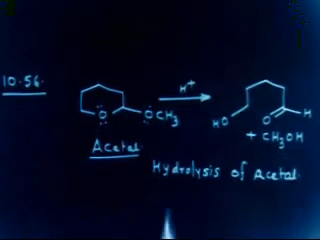 10.56.
H+
O
OCH3
HO
O
H
+ CH3OH
Acetal
Hydrolysis of Acetal.